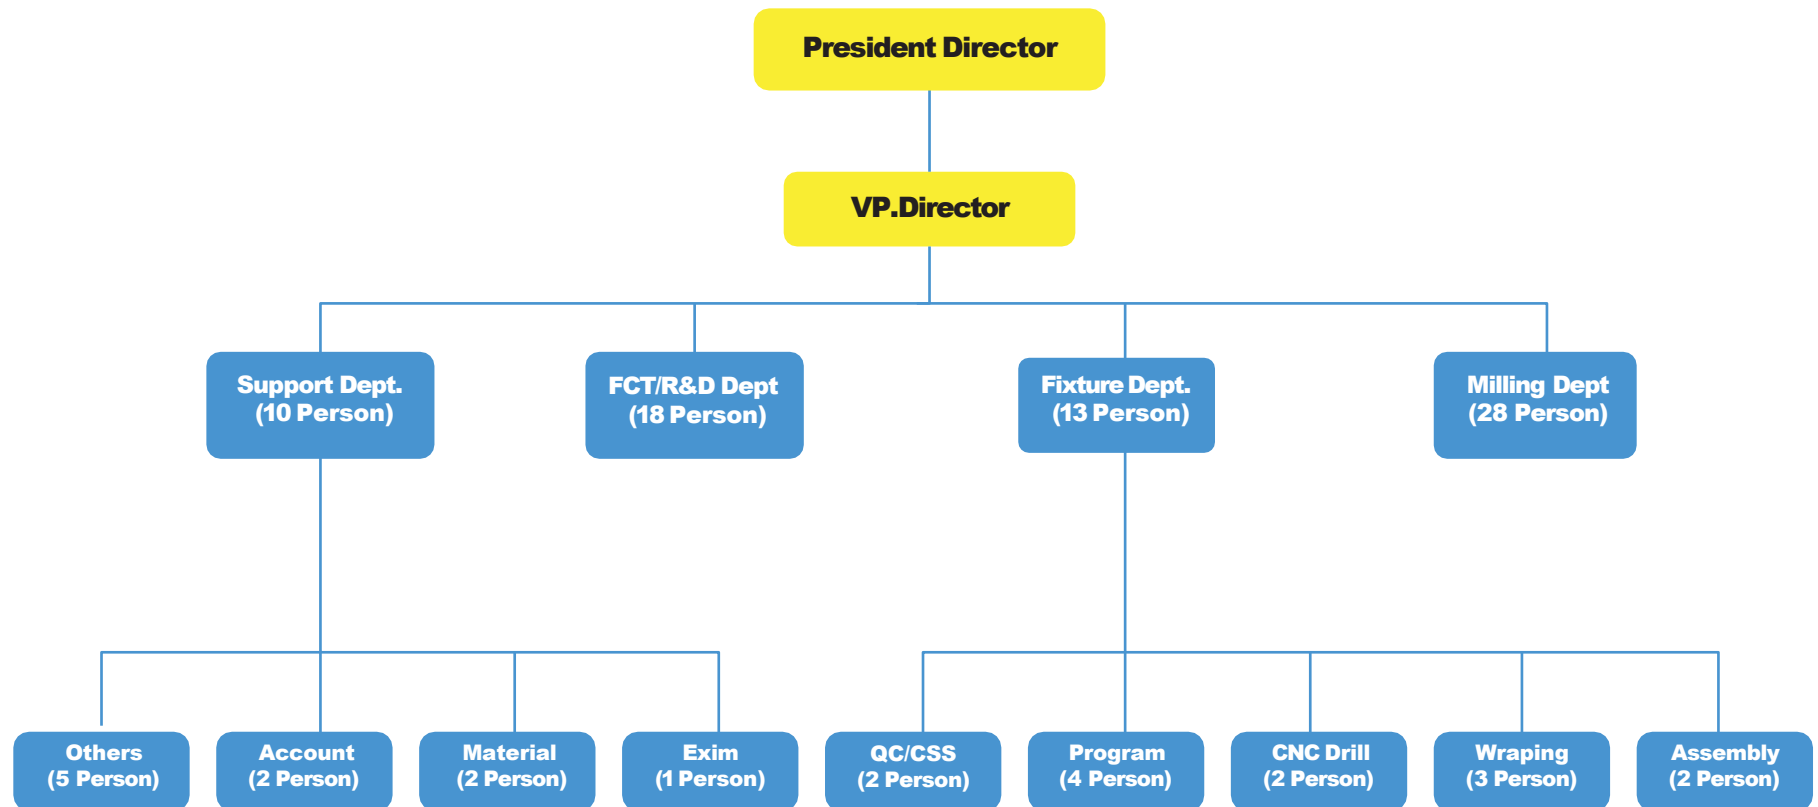 President Director
VP.Director
Support Dept.
(10 Person)
FCT/R&D Dept
(18 Person)
Fixture Dept.
(13 Person)
Milling Dept
(28 Person)
Others
(5 Person)
Account
(2 Person)
Material
(2 Person)
Exim
(1 Person)
QC/CSS
(2 Person)
Program
(4 Person)
CNC Drill
(2 Person)
Wraping
(3 Person)
Assembly
(2 Person)